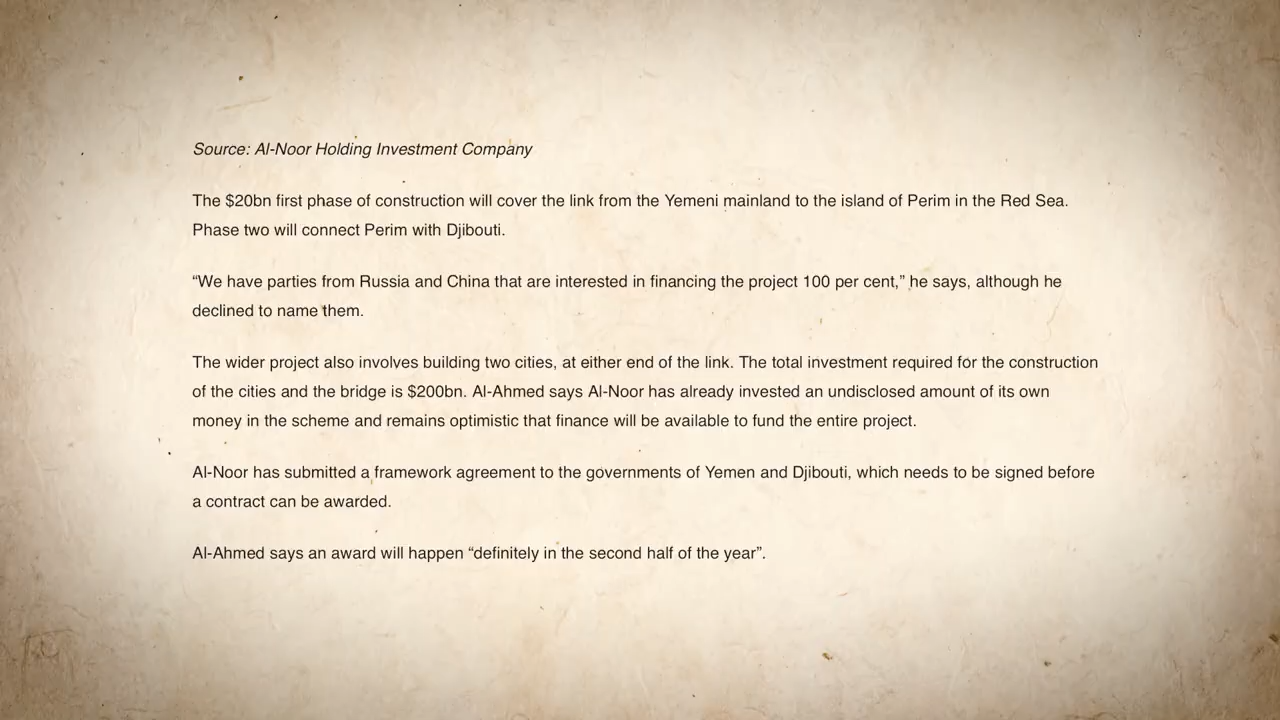 Source: Al-Noor Holding Investment Company
The $20bn first phase of construction will cover the link from the Yemeni mainland to the island of Perim in the Red Sea.
Phase two will connect Perim with Djibouti.
“We have parties from Russia and China that are interested in financing the project 100 per cent,” he says, although he
declined to name them.
The wider project also involves building two cities, at either end of the link. The total investment required for the construction
of the cities and the bridge is $200bn. Al-Ahmed says Al-Noor has already invested an undisclosed amount of its own
money in the scheme and remains optimistic that finance will be available to fund the entire project.
Al-Noor has submitted a framework agreement to the governments of Yemen and Djibouti, which needs to be signed before
a contract can be awarded.
Al-Ahmed says an award will happen “definitely in the second half of the year”.